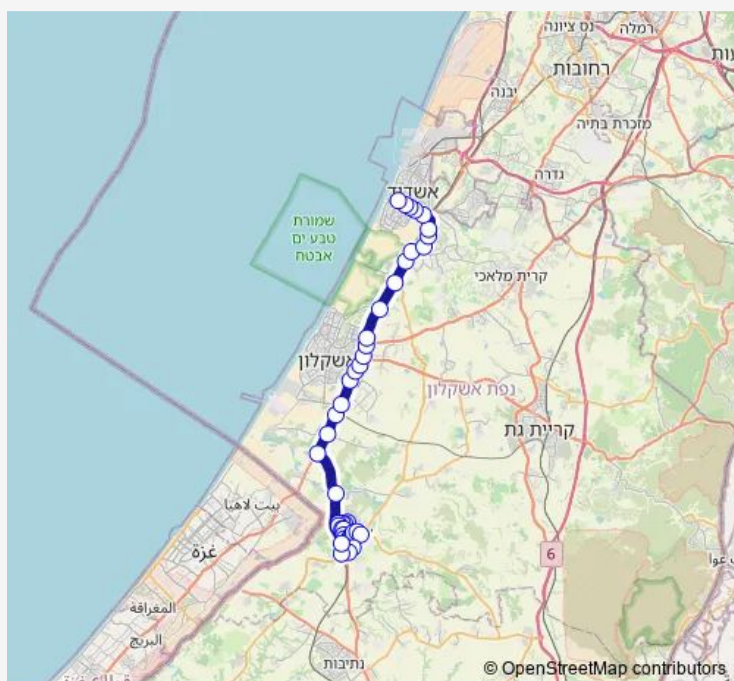 רמלה
נס ציונה
רחובות
יבנה
מזכרת בתיה
גדרה
אשדוד
שמורת
טבע ים
אבטח
קרית מלאכי
אשקלון
נפת אשקלון
קריית גת
بيت لاهيا
غزة
6
المغراقة
البريج
נתיבות
© OpenStreetMap contributors